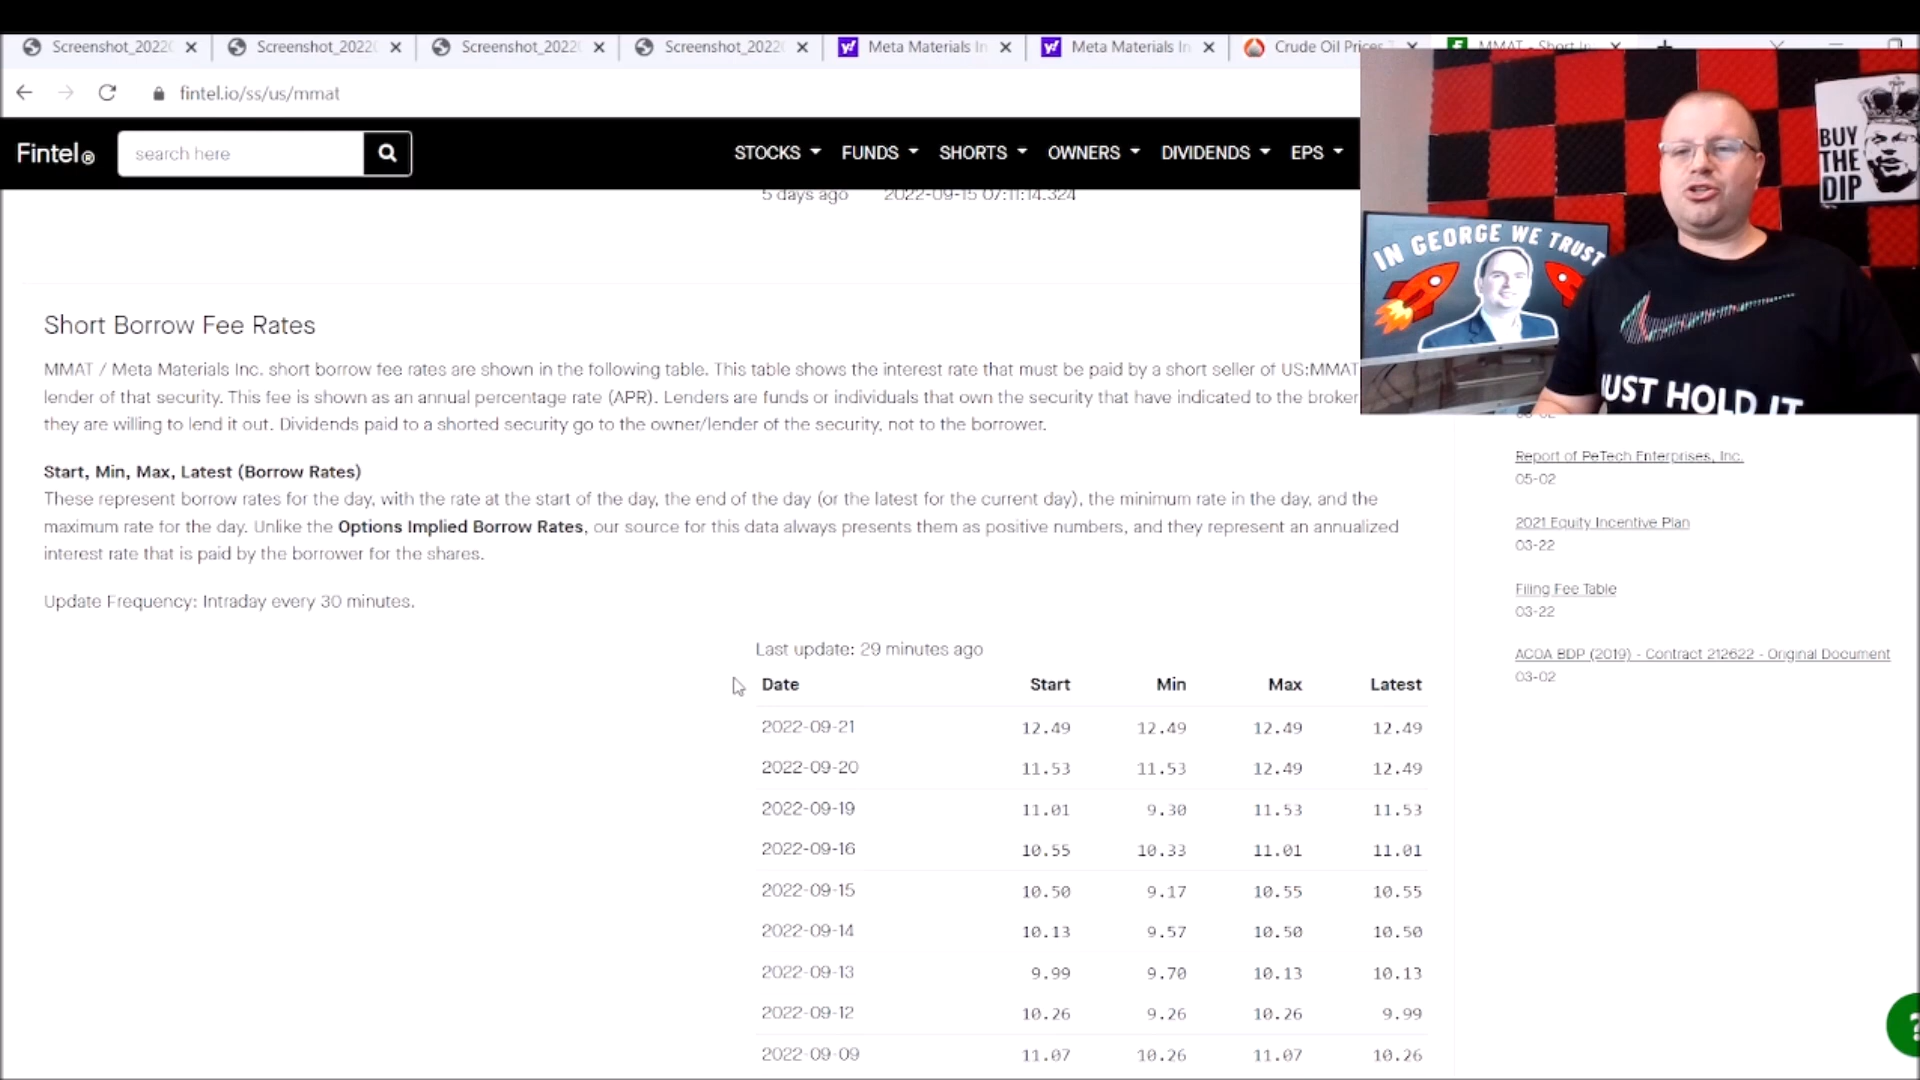 Screenshot_2022
Screenshot_2022
Screenshot_2022
Screenshot_2022
Meta Materials In
Meta Materials In
Crude Oil Prices T
MMAT - Short In
fintel.io/ss/us/mmat
Fintel®
search here
STOCKS
FUNDS
SHORTS
OWNERS
DIVIDENDS
EPS
5 days ago 2022-09-15 07:11:14.324
BUY
THE
DIP
IN GEORGE WE TRUST
UST HOLD IT
Short Borrow Fee Rates
MMAT / Meta Materials Inc. short borrow fee rates are shown in the following table. This table shows the interest rate that must be paid by a short seller of US:MMAT
lender of that security. This fee is shown as an annual percentage rate (APR). Lenders are funds or individuals that own the security that have indicated to the broker
they are willing to lend it out. Dividends paid to a shorted security go to the owner/lender of the security, not to the borrower.
Start, Min, Max, Latest (Borrow Rates)
These represent borrow rates for the day, with the rate at the start of the day, the end of the day (or the latest for the current day), the minimum rate in the day, and the
maximum rate for the day. Unlike the Options Implied Borrow Rates, our source for this data always presents them as positive numbers, and they represent an annualized
interest rate that is paid by the borrower for the shares.
Update Frequency: Intraday every 30 minutes.
Last update: 29 minutes ago
Date Start Min Max Latest
2022-09-21 12.49 12.49 12.49 12.49
2022-09-20 11.53 11.53 12.49 12.49
2022-09-19 11.01 9.30 11.53 11.53
2022-09-16 10.55 10.33 11.01 11.01
2022-09-15 10.50 9.17 10.55 10.55
2022-09-14 10.13 9.57 10.50 10.50
2022-09-13 9.99 9.70 10.13 10.13
2022-09-12 10.26 9.26 10.26 9.99
2022-09-09 11.07 10.26 11.07 10.26
Report of PeTech Enterprises, Inc.
05-02
2021 Equity Incentive Plan
03-22
Filing Fee Table
03-22
ACOA BDP (2019) - Contract 212622 - Original Document
03-02
?